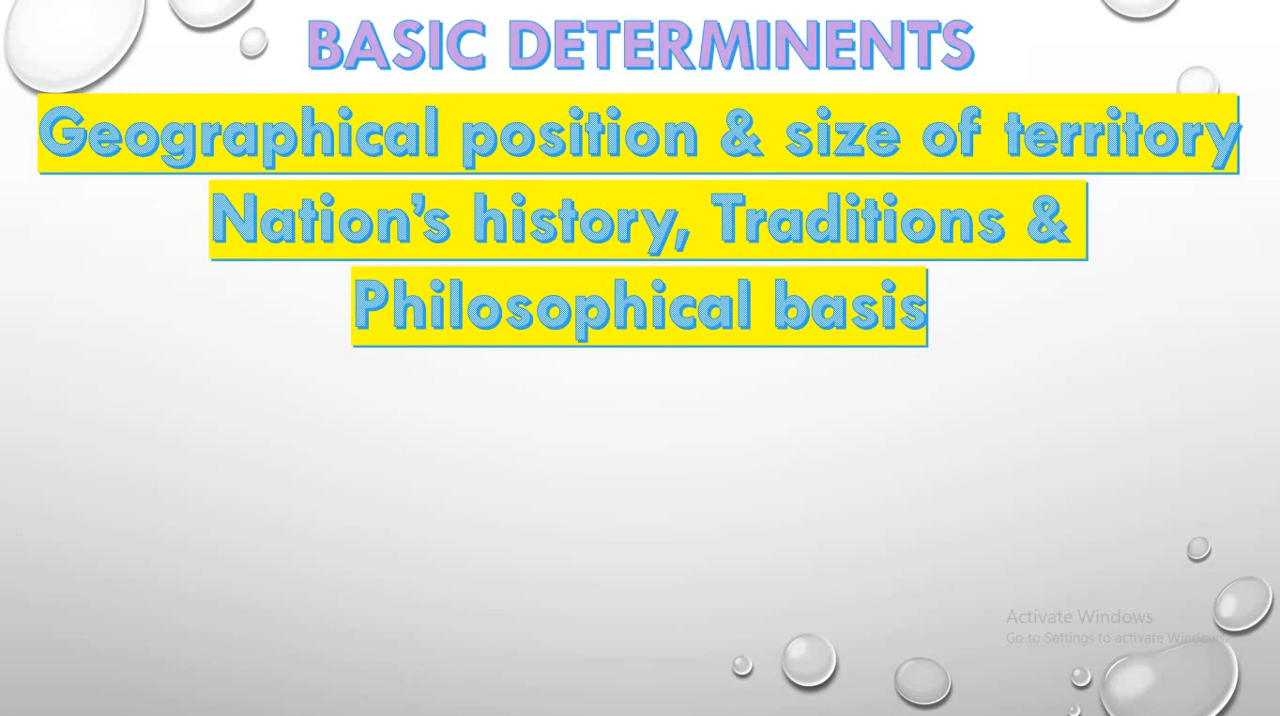 BASIC DETERMINENTS
Geographical position & size of territory
Nation's history, Traditions &
Philosophical basis
Activate Windows
Go to Settings to activate Windows.